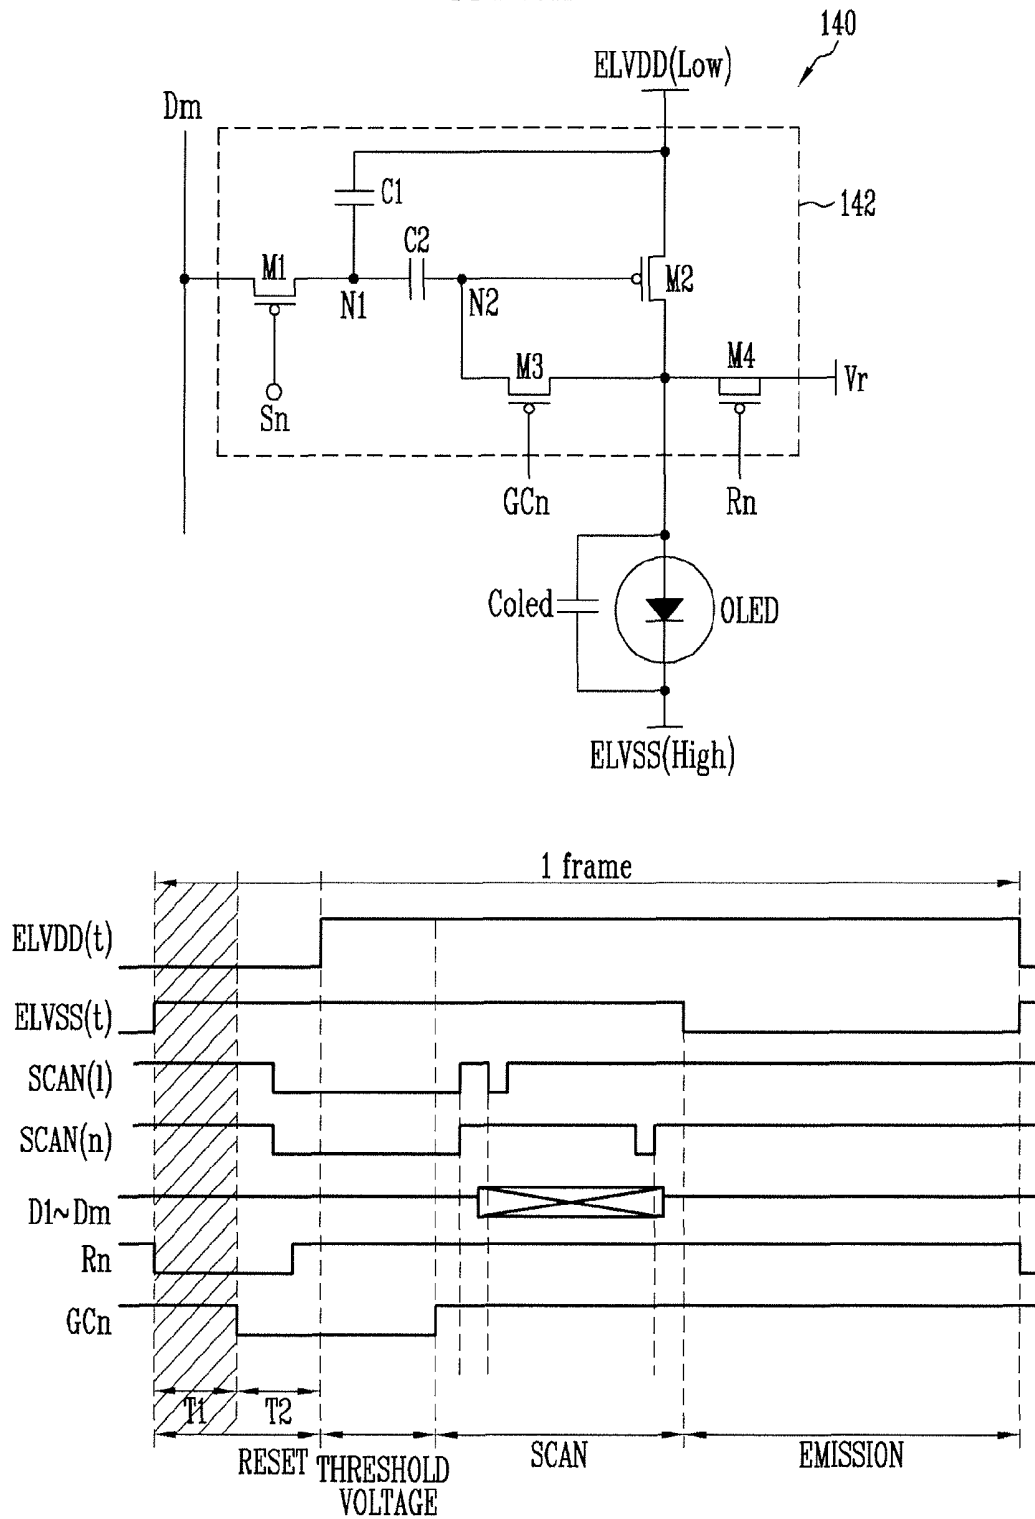 140
ELVDD(Low)
Dm
C1
142
C2
M1
M2
N1
N2
M3
M4
Vr
Sn
GCn
Rn
Coled
OLED
ELVSS(High)
1 frame
ELVDD(t)
ELVSS(t)
SCAN(1)
SCAN(n)
D1~Dm
Rn
GCn
T1
T2
RESET
THRESHOLD
VOLTAGE
SCAN
EMISSION